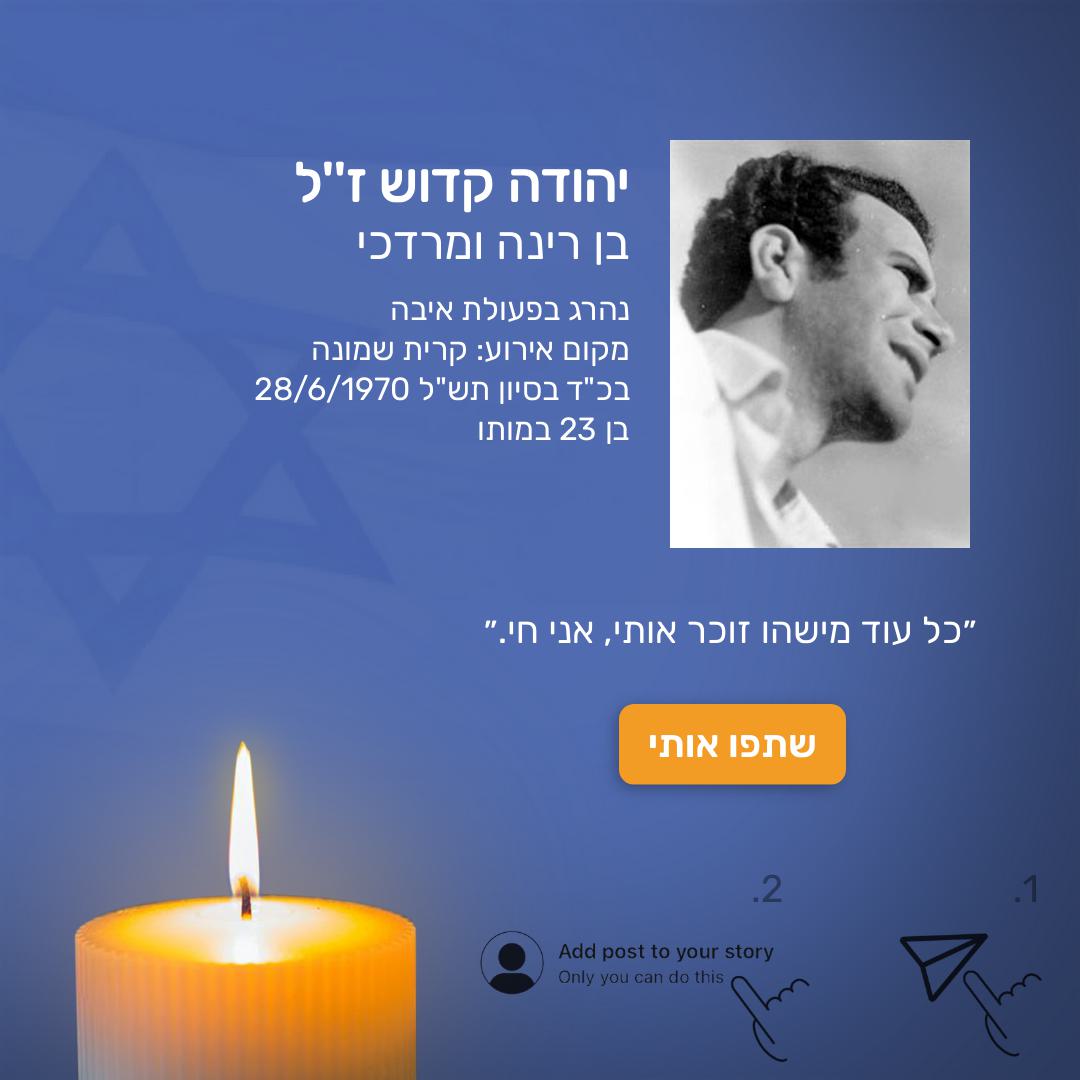 יהודה קדוש ז"ל
בן רינה ומרדכי
נהרג בפעולת איבה
מקום אירוע: קרית שמונה
בכ"ד בסיון תש"ל 28/6/1970
בן 23 במותו
״כל עוד מישהו זוכר אותי, אני חי.״
שתפו אותי
1.
2.
Add post to your story
Only you can do this